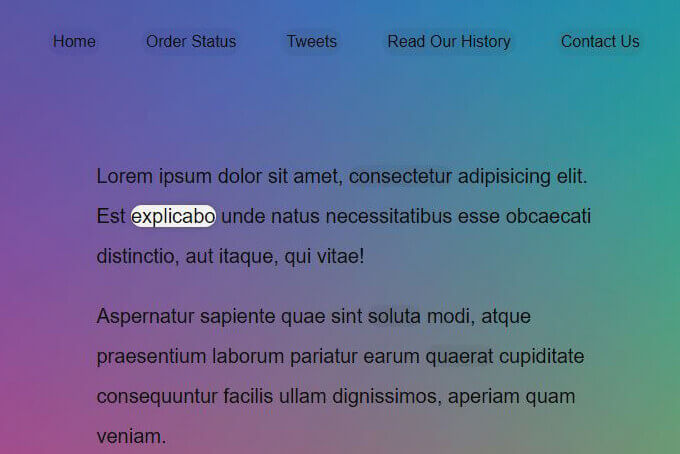 Home Order Status Tweets Read Our History Contact Us
Lorem ipsum dolor sit amet, consectetur adipisicing elit.
Est explicabo unde natus necessitatibus esse obcaecati
distinctio, aut itaque, qui vitae!
Aspernatur sapiente quae sint soluta modi, atque
praesentium laborum pariatur earum quaerat cupiditate
consequuntur facilis ullam dignissimos, aperiam quam
veniam.